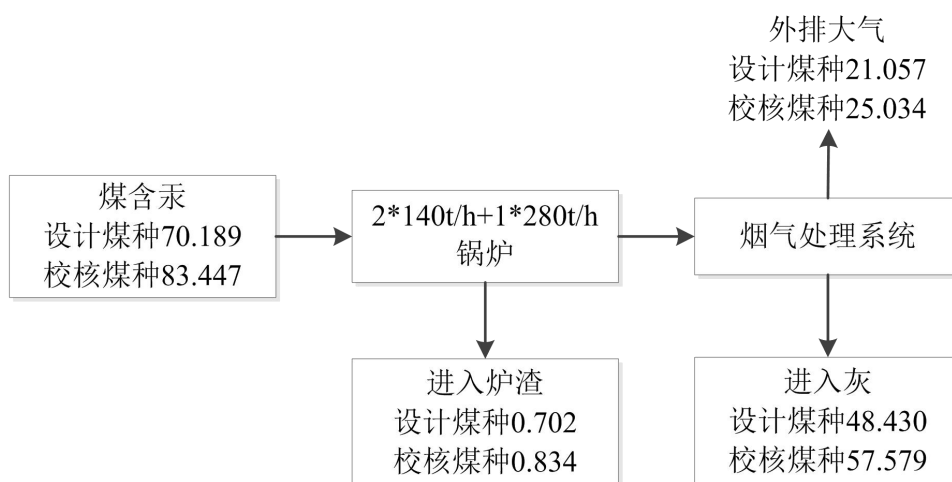 外排大气
设计煤种21.057
校核煤种25.034
煤含汞
设计煤种70.189
校核煤种83.447
2*140t/h+1*280t/h
锅炉
烟气处理系统
进入炉渣
设计煤种0.702
校核煤种0.834
进入灰
设计煤种48.430
校核煤种57.579